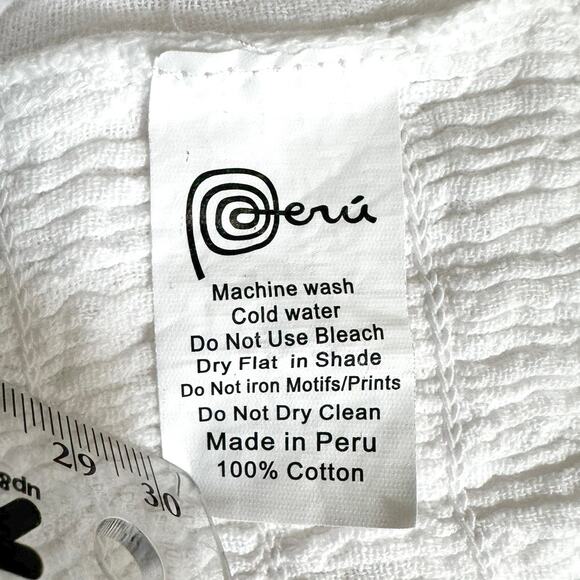 Perú
Machine wash
Cold water
Do Not Use Bleach
Dry Flat in Shade
Do Not iron Motifs/Prints
Do Not Dry Clean
Made in Peru
100% Cotton
29
30